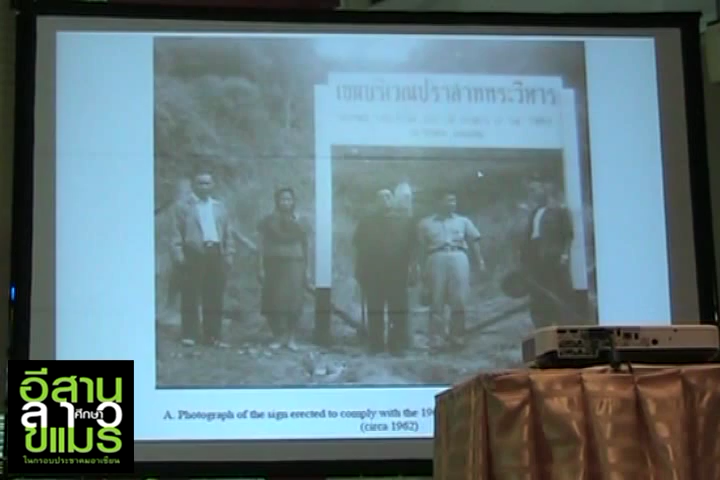 เขตบริเวณปราสาทพระวิหาร
A. Photograph of the sign erected to comply with the
(circa 1962)
อีสาน
ลาว
ศึกษา
ขแมร์
ในกรอบประชาคมอาเซียน